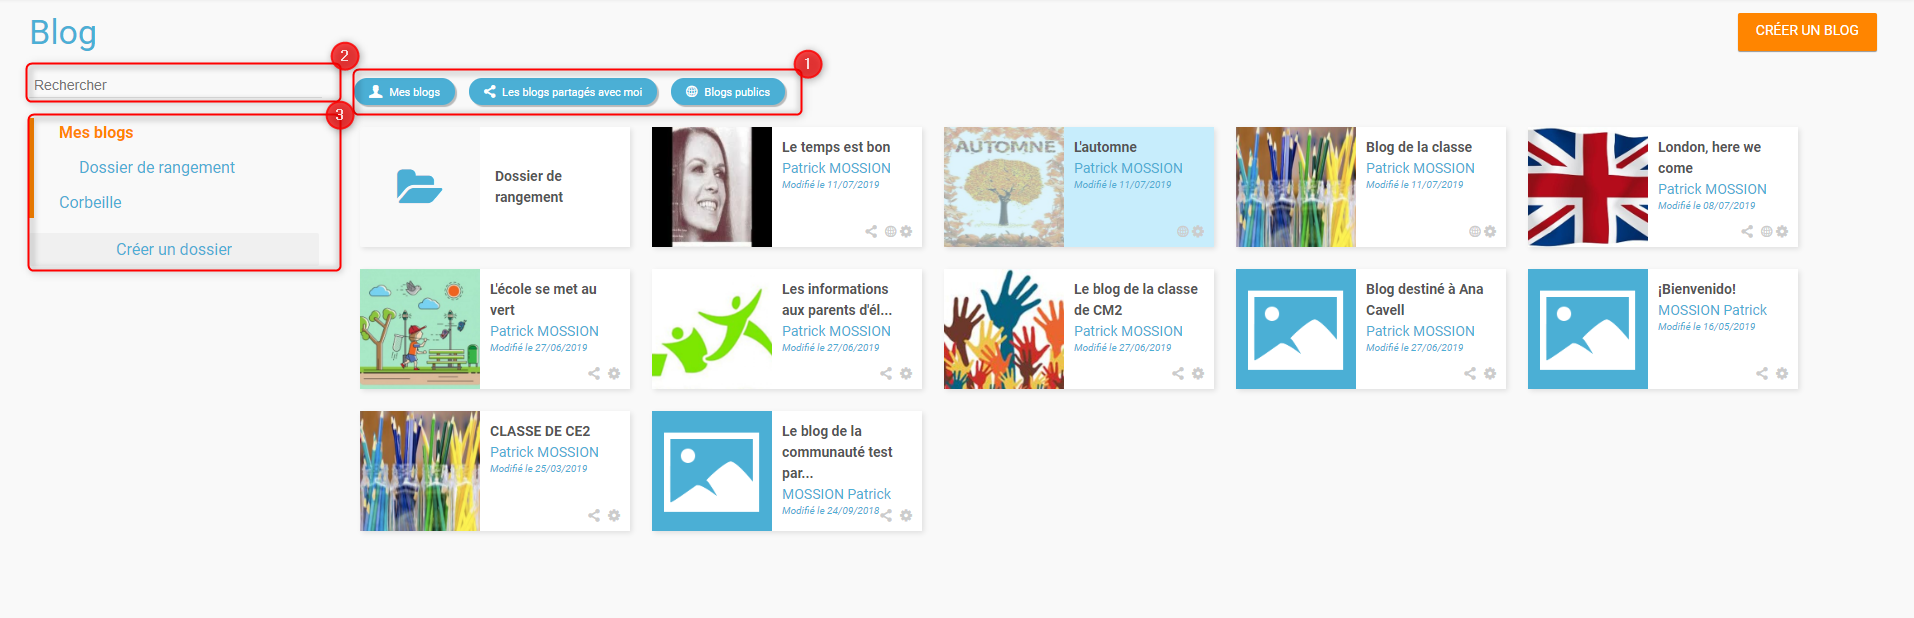 Blog
CRÉER UN BLOG
2
Rechercher
1
Mes blogs
Les blogs partagés avec moi
Blogs publics
3
Mes blogs
Dossier de rangement
Corbeille
Créer un dossier
Dossier de
rangement
Le temps est bon
Patrick MOSSION
Modifié le 11/07/2019
AUTOMNE
L'automne
Patrick MOSSION
Modifié le 11/07/2019
Blog de la classe
Patrick MOSSION
Modifié le 11/07/2019
London, here we
come
Patrick MOSSION
Modifié le 08/07/2019
L'école se met au
vert
Patrick MOSSION
Modifié le 27/06/2019
Les informations
aux parents d'él...
Patrick MOSSION
Modifié le 27/06/2019
Le blog de la classe
de CM2
Patrick MOSSION
Modifié le 27/06/2019
Blog destiné à Ana
Cavell
Patrick MOSSION
Modifié le 27/06/2019
¡Bienvenido!
MOSSION Patrick
Modifié le 16/05/2019
CLASSE DE CE2
Patrick MOSSION
Modifié le 25/03/2019
Le blog de la
communauté test
par...
MOSSION Patrick
Modifié le 24/09/2018